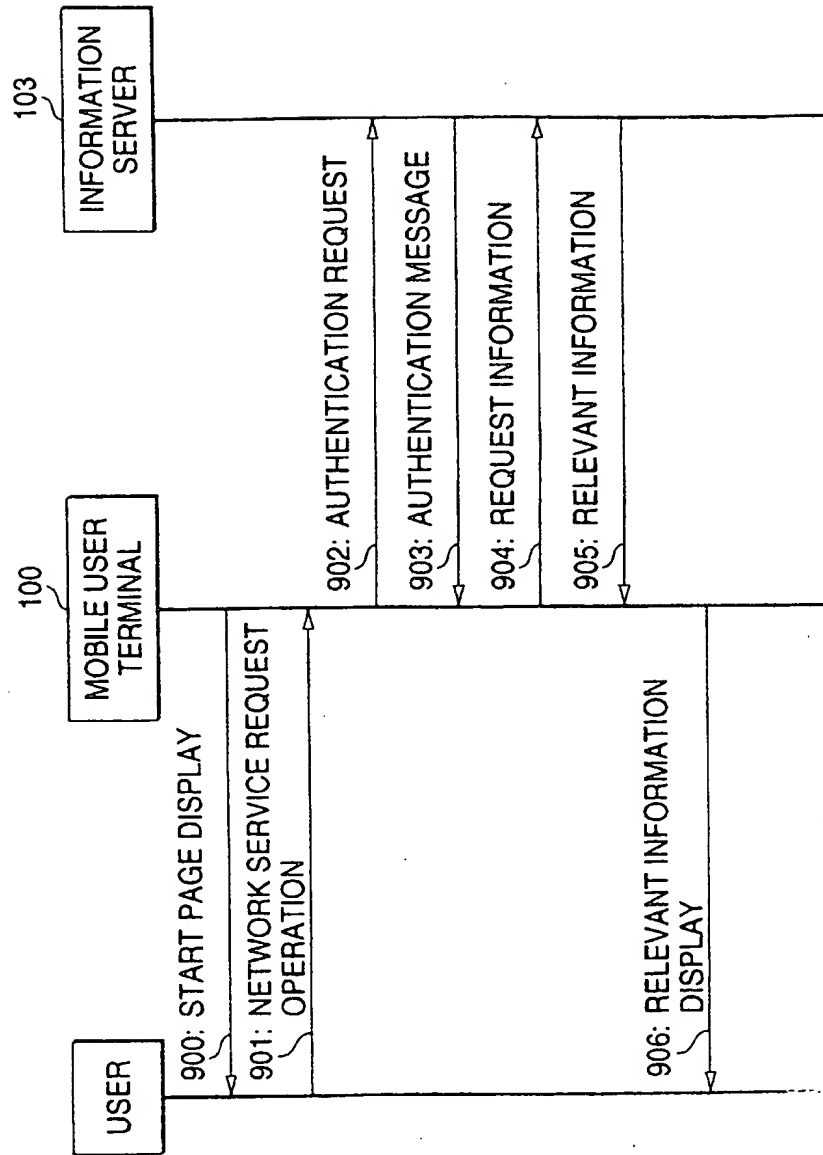 USER
100
MOBILE USER
TERMINAL
103
INFORMATION
SERVER
900: START PAGE DISPLAY
901: NETWORK SERVICE REQUEST
OPERATION
902: AUTHENTICATION REQUEST
903: AUTHENTICATION MESSAGE
904: REQUEST INFORMATION
905: RELEVANT INFORMATION
906: RELEVANT INFORMATION
DISPLAY